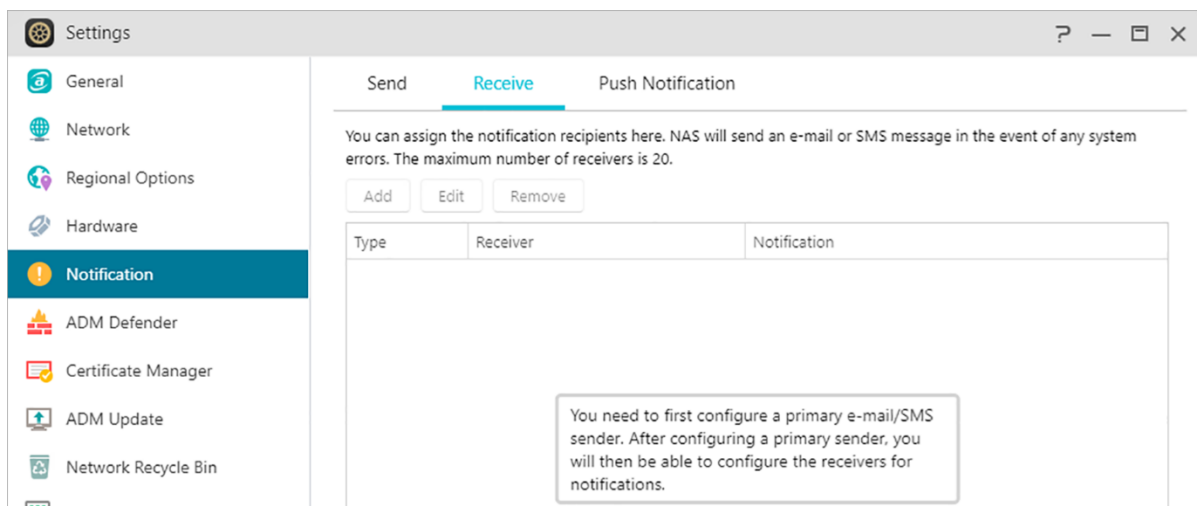 Settings
General
Network
Regional Options
Hardware
Notification
ADM Defender
Certificate Manager
ADM Update
Network Recycle Bin
Send Receive Push Notification
You can assign the notification recipients here. NAS will send an e-mail or SMS message in the event of any system
errors. The maximum number of receivers is 20.
Add Edit Remove
Type Receiver Notification
You need to first configure a primary e-mail/SMS
sender. After configuring a primary sender, you
will then be able to configure the receivers for
notifications.